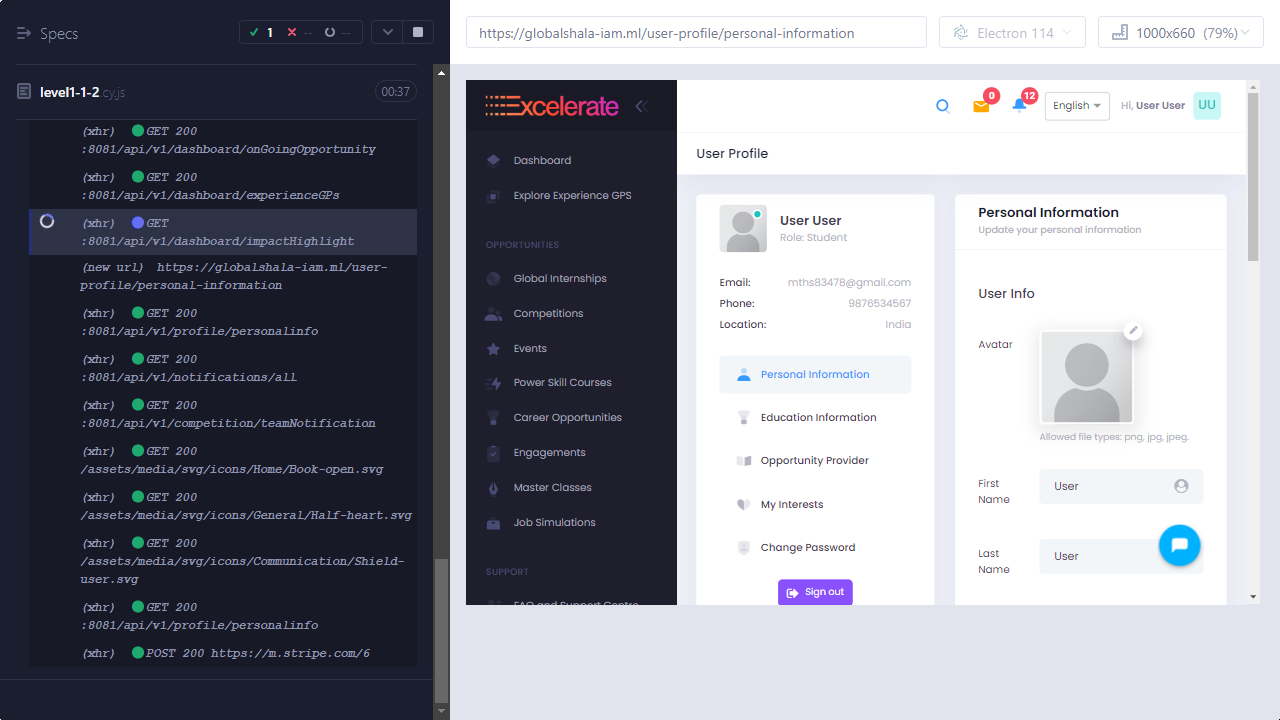 Specs
1
--
--
level1-1-2.cy.js
00:37
(xhr) GET 200
:8081/api/v1/dashboard/onGoingOpportunity
(xhr) GET 200
:8081/api/v1/dashboard/experienceGPs
(xhr) GET
:8081/api/v1/dashboard/impactHighlight
(new url) https://globalshala-iam.ml/user-
profile/personal-information
(xhr) GET 200
:8081/api/v1/profile/personalinfo
(xhr) GET 200
:8081/api/v1/notifications/all
(xhr) GET 200
:8081/api/v1/competition/teamNotification
(xhr) GET 200
/assets/media/svg/icons/Home/Book-open.svg
(xhr) GET 200
/assets/media/svg/icons/General/Half-heart.svg
(xhr) GET 200
/assets/media/svg/icons/Communication/Shield-
user.svg
(xhr) GET 200
:8081/api/v1/profile/personalinfo
(xhr) POST 200 https://m.stripe.com/6
https://globalshala-iam.ml/user-profile/personal-information
Electron 114
1000x660 (79%)
Excelerate
0
12
English
Hi, User User
UU
Dashboard
Explore Experience GPS
OPPORTUNITIES
Global Internships
Competitions
Events
Power Skill Courses
Career Opportunities
Engagements
Master Classes
Job Simulations
SUPPORT
FAQ and Support Centre
User Profile
User User
Role: Student
Email: mths83478@gmail.com
Phone: 9876534567
Location: India
Personal Information
Education Information
Opportunity Provider
My Interests
Change Password
Sign out
Personal Information
Update your personal information
User Info
Avatar
Allowed file types: png, jpg, jpeg.
First
Name
User
Last
Name
User